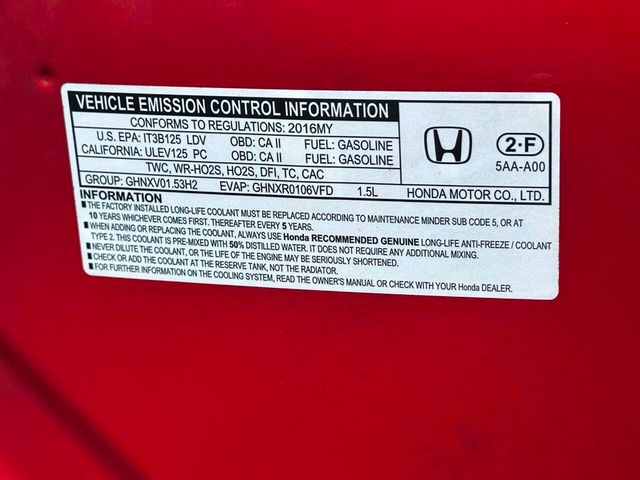 VEHICLE EMISSION CONTROL INFORMATION
CONFORMS TO REGULATIONS: 2016MY
U.S. EPA: IT3B125 LDV OBD: CA II FUEL: GASOLINE
CALIFORNIA: ULEV125 PC OBD: CA II FUEL: GASOLINE
TWC, WR-HO2S, HO2S, DFI, TC, CAC
GROUP: GHNXV01.53H2 EVAP: GHNXR0106VFD 1.5L
2·F
5AA-A00
HONDA MOTOR CO., LTD.
INFORMATION
■ THE FACTORY INSTALLED LONG-LIFE COOLANT MUST BE REPLACED ACCORDING TO MAINTENANCE MINDER SUB CODE 5, OR AT
10 YEARS WHICHEVER COMES FIRST. THEREAFTER EVERY 5 YEARS.
■ WHEN ADDING OR REPLACING THE COOLANT, ALWAYS USE Honda RECOMMENDED GENUINE LONG-LIFE ANTI-FREEZE / COOLANT
TYPE 2. THIS COOLANT IS PRE-MIXED WITH 50% DISTILLED WATER. IT DOES NOT REQUIRE ANY ADDITIONAL MIXING.
■ NEVER DILUTE THE COOLANT, OR THE LIFE OF THE ENGINE MAY BE SERIOUSLY SHORTENED.
■ CHECK OR ADD THE COOLANT AT THE RESERVE TANK, NOT THE RADIATOR.
■ FOR FURTHER INFORMATION ON THE COOLING SYSTEM, READ THE OWNER'S MANUAL OR CHECK WITH YOUR Honda DEALER.